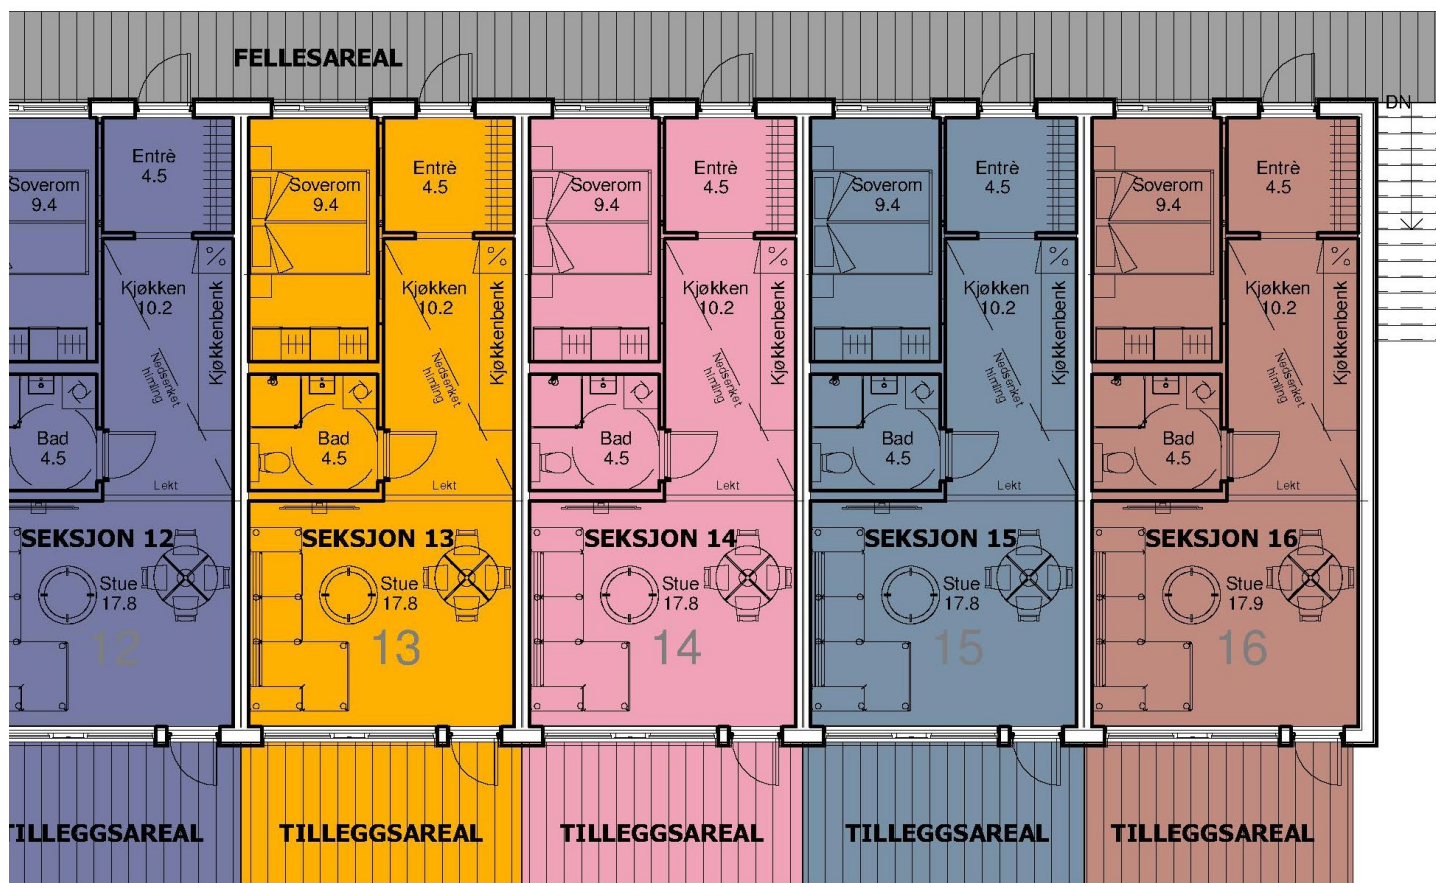 FELLESAREAL
DN
Entrè
4.5
Entrè
4.5
Entrè
4.5
Entrè
4.5
Entrè
4.5
Soverom
9.4
Soverom
9.4
Soverom
9.4
Soverom
9.4
Soverom
9.4
Kjøkken
10.2
Kjøkkenbenk
Kjøkken
10.2
Kjøkkenbenk
Kjøkken
10.2
Kjøkkenbenk
Kjøkken
10.2
Kjøkkenbenk
Kjøkken
10.2
Kjøkkenbenk
Nedsenket
himling
Nedsenket
himling
Nedsenket
himling
Nedsenket
himling
Nedsenket
himling
Bad
4.5
Bad
4.5
Bad
4.5
Bad
4.5
Bad
4.5
Lekt
Lekt
Lekt
Lekt
Lekt
SEKSJON 12
SEKSJON 13
SEKSJON 14
SEKSJON 15
SEKSJON 16
Stue
17.8
Stue
17.8
Stue
17.8
Stue
17.8
Stue
17.9
12
13
14
15
16
TILLEGGSAREAL
TILLEGGSAREAL
TILLEGGSAREAL
TILLEGGSAREAL
TILLEGGSAREAL